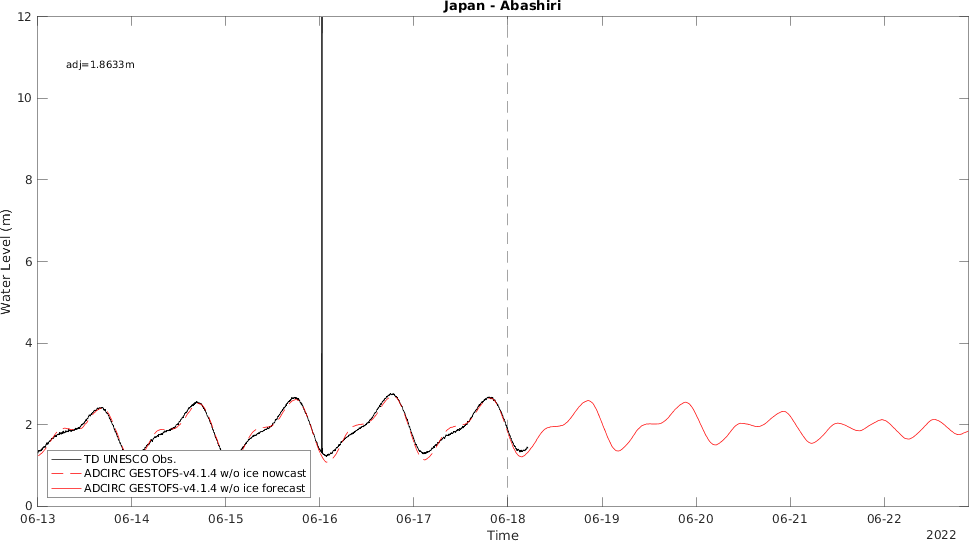 Japan - Abashiri
12
adj=1.8633m
10
8
6
4
2
0
Water Level (m)
TD UNESCO Obs.
ADCIRC GESTOFS-v4.1.4 w/o ice nowcast
ADCIRC GESTOFS-v4.1.4 w/o ice forecast
06-13 06-14 06-15 06-16 06-17 06-18 06-19 06-20 06-21 06-22
Time
2022